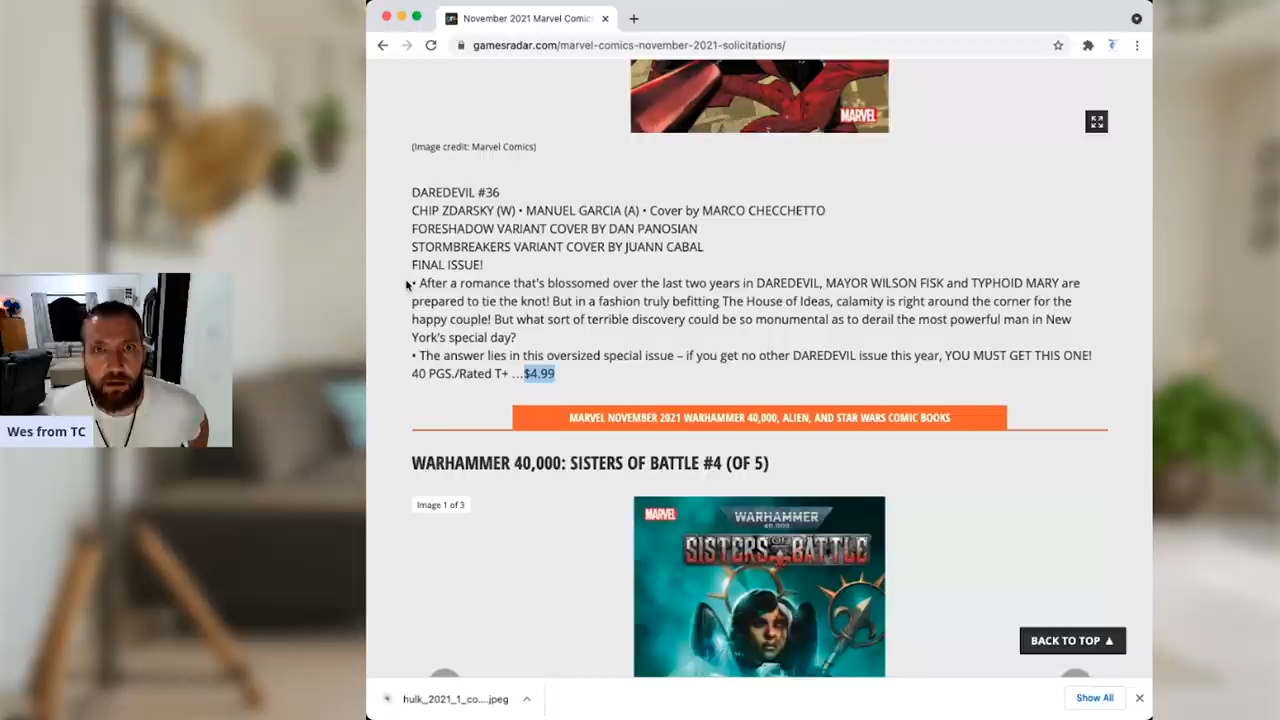 November 2021 Marvel Comic
gamesradar.com/marvel-comics-november-2021-solicitations/
MARVEL
(Image credit: Marvel Comics)
DAREDEVIL #36
CHIP ZDARSKY (W) • MANUEL GARCIA (A) • Cover by MARCO CHECCHETTO
FORESHADOW VARIANT COVER BY DAN PANOSIAN
STORMBREAKERS VARIANT COVER BY JUANN CABAL
FINAL ISSUE!
• After a romance that's blossomed over the last two years in DAREDEVIL, MAYOR WILSON FISK and TYPHOID MARY are
prepared to tie the knot! But in a fashion truly befitting The House of Ideas, calamity is right around the corner for the
happy couple! But what sort of terrible discovery could be so monumental as to derail the most powerful man in New
York's special day?
• The answer lies in this oversized special issue – if you get no other DAREDEVIL issue this year, YOU MUST GET THIS ONE!
40 PGS./Rated T+ …$4.99
Wes from TC
MARVEL NOVEMBER 2021 WARHAMMER 40,000, ALIEN, AND STAR WARS COMIC BOOKS
WARHAMMER 40,000: SISTERS OF BATTLE #4 (OF 5)
Image 1 of 3
MARVEL
WARHAMMER
40,000
SISTERS OF BATTLE
BACK TO TOP ▲
hulk_2021_1_co....jpeg
Show All